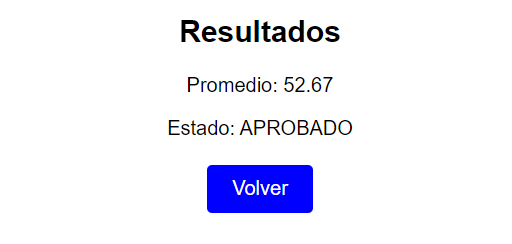 Resultados
Promedio: 52.67
Estado: APROBADO
Volver